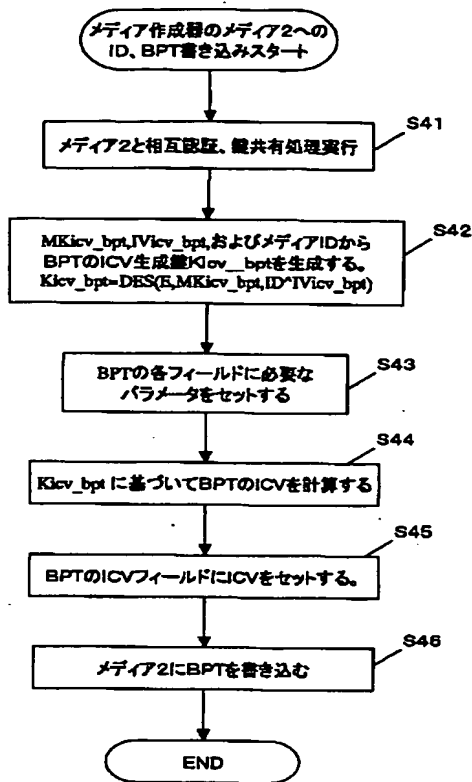 メディア作成器のメディア2への
ID、BPT書き込みスタート
S41
メディア2と相互認証、鍵共有処理実行
S42
MKicv_bpt,IVicv_bpt,およびメディアIDから
BPTのICV生成鍵Kicv_bptを生成する。
Kicv_bpt=DES(E,MKicv_bpt,ID^IVicv_bpt)
S43
BPTの各フィールドに必要な
パラメータをセットする
S44
Kicv_bpt に基づいてBPTのICVを計算する
S45
BPTのICVフィールドにICVをセットする。
S46
メディア2にBPTを書き込む
END